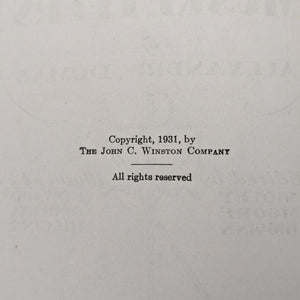 Copyright, 1931, by
THE JOHN C. WINSTON COMPANY
All rights reserved